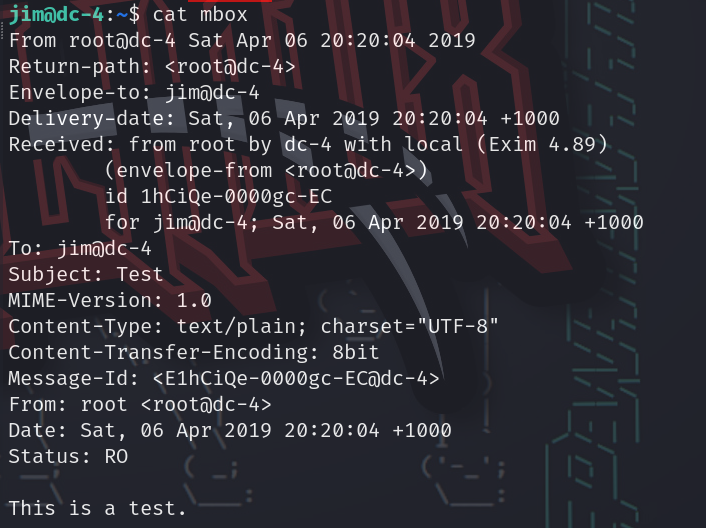 jim@dc-4:~$ cat mbox
From root@dc-4 Sat Apr 06 20:20:04 2019
Return-path: <root@dc-4>
Envelope-to: jim@dc-4
Delivery-date: Sat, 06 Apr 2019 20:20:04 +1000
Received: from root by dc-4 with local (Exim 4.89)
        (envelope-from <root@dc-4>)
        id 1hCiQe-0000gc-EC
        for jim@dc-4; Sat, 06 Apr 2019 20:20:04 +1000
To: jim@dc-4
Subject: Test
MIME-Version: 1.0
Content-Type: text/plain; charset="UTF-8"
Content-Transfer-Encoding: 8bit
Message-Id: <E1hCiQe-0000gc-EC@dc-4>
From: root <root@dc-4>
Date: Sat, 06 Apr 2019 20:20:04 +1000
Status: RO

This is a test.